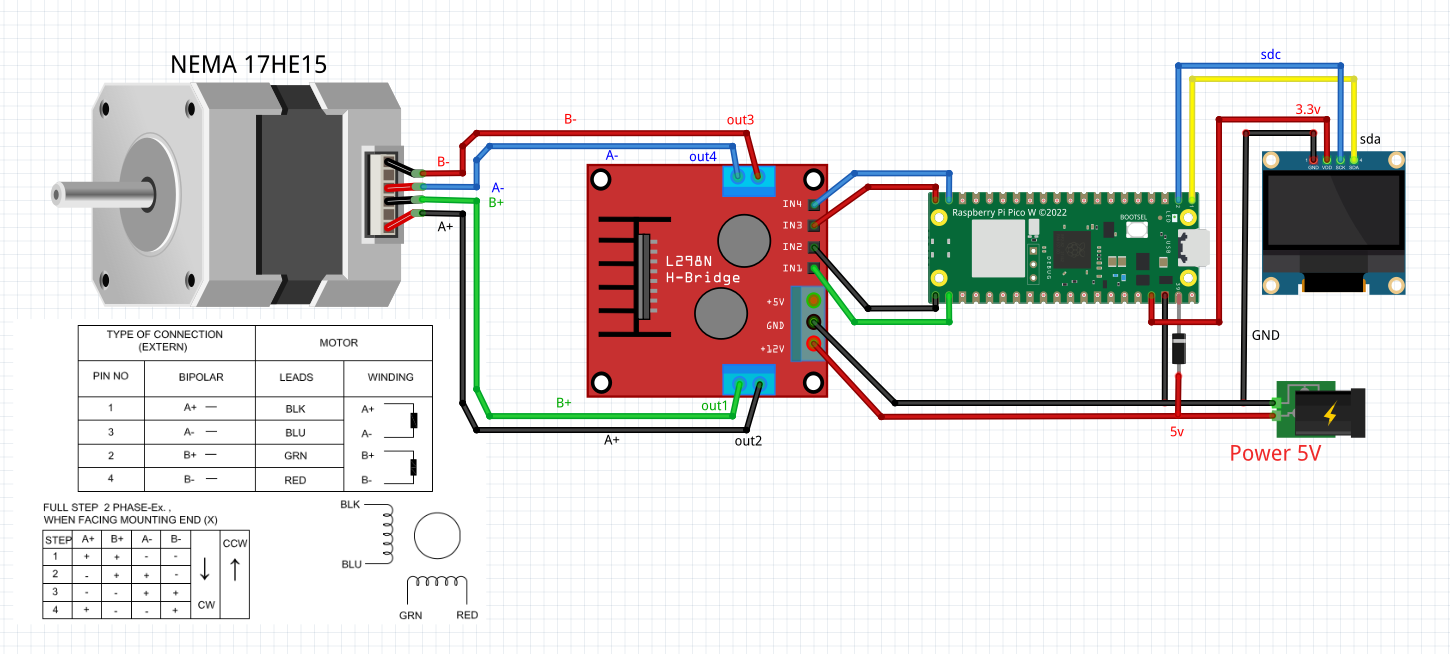 NEMA 17HE15
sdc
3.3v
sda
B-
out3
A-
out4
B-
A-
B+
A+
GND VDD SCK SDA
IN4
IN3
IN2
IN1
L298N
H-Bridge
+5V
GND
+12V
Raspberry Pi Pico W ©2022
BOOTSEL
LED
USB
DEBUG
GND
B+
out1
A+
out2
5v
Power 5V
TYPE OF CONNECTION
(EXTERN)
MOTOR
PIN NO BIPOLAR LEADS WINDING
1 A+ — BLK A+
3 A- — BLU A-
2 B+ — GRN B+
4 B- — RED B-
FULL STEP 2 PHASE-Ex. ,
WHEN FACING MOUNTING END (X)
STEP A+ B+ A- B- CCW
1 + + - -
2 - + + -
3 - - + +
4 + - - + CW
BLK
BLU
GRN RED